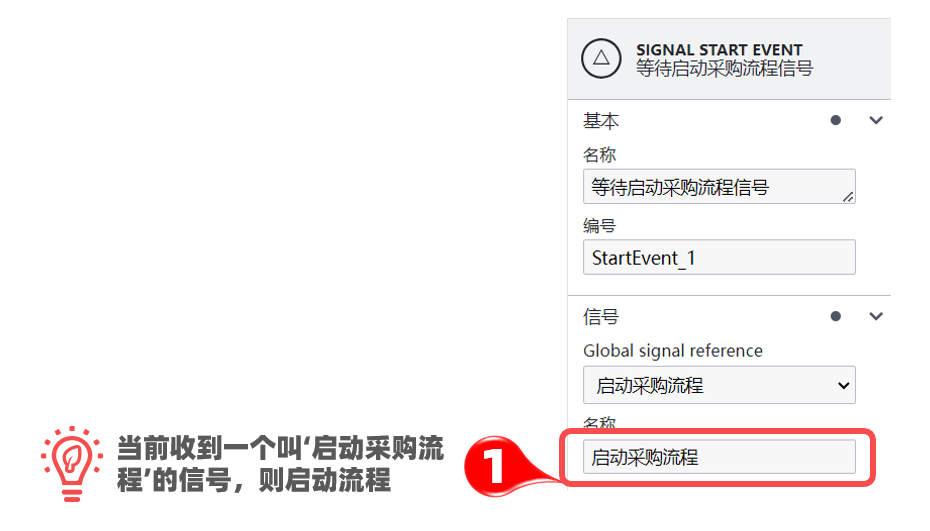 SIGNAL START EVENT
等待启动采购流程信号
基本
名称
等待启动采购流程信号
编号
StartEvent_1
信号
Global signal reference
启动采购流程
名称
启动采购流程
1
当前收到一个叫‘启动采购流
程’的信号，则启动流程